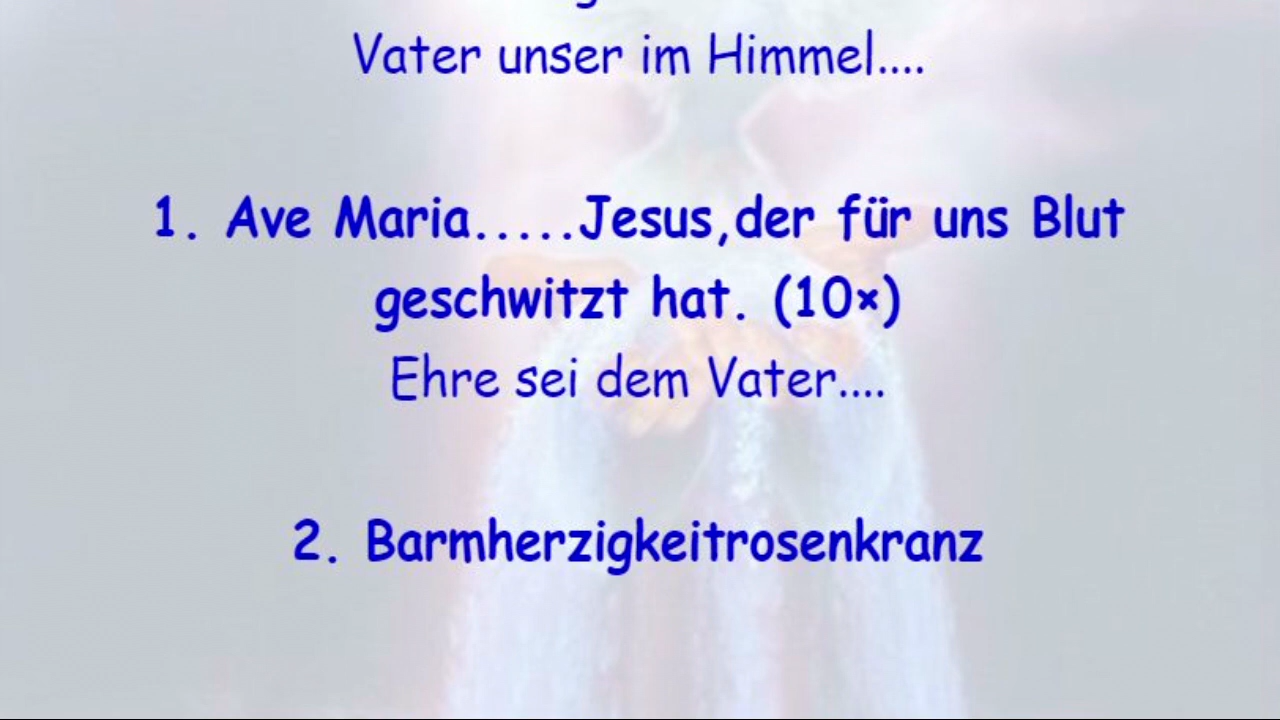 Vater unser im Himmel....
1. Ave Maria.....Jesus,der für uns Blut
geschwitzt hat. (10×)
Ehre sei dem Vater....
2. Barmherzigkeitrosenkranz